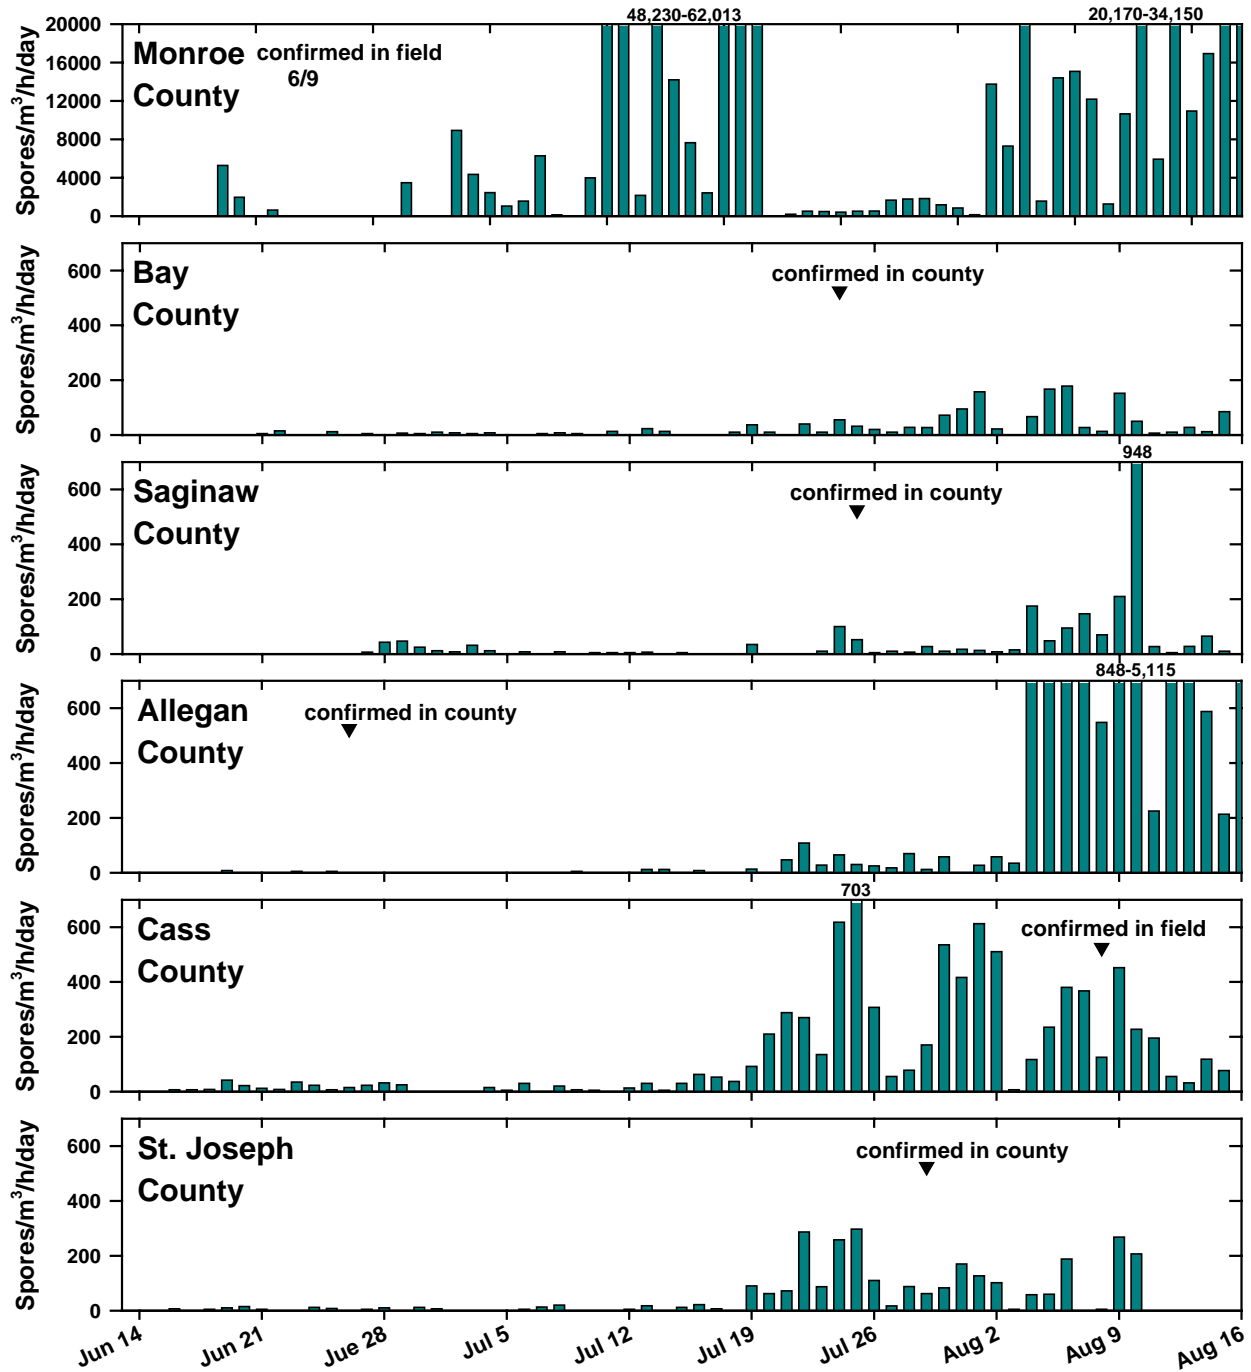 48,230-62,013 20,170-34,150
20000
16000
12000
8000
4000
0
Spores/m³/h/day
Monroe confirmed in field
6/9
County
600
400
200
0
Spores/m³/h/day
Bay
County
confirmed in county
948
600
400
200
0
Spores/m³/h/day
Saginaw
County
confirmed in county
848-5,115
600
400
200
0
Spores/m³/h/day
Allegan
County
confirmed in county
703
600
400
200
0
Spores/m³/h/day
Cass
County
confirmed in field
600
400
200
0
Spores/m³/h/day
St. Joseph
County
confirmed in county
Jun 14 Jun 21 Jue 28 Jul 5 Jul 12 Jul 19 Jul 26 Aug 2 Aug 9 Aug 16